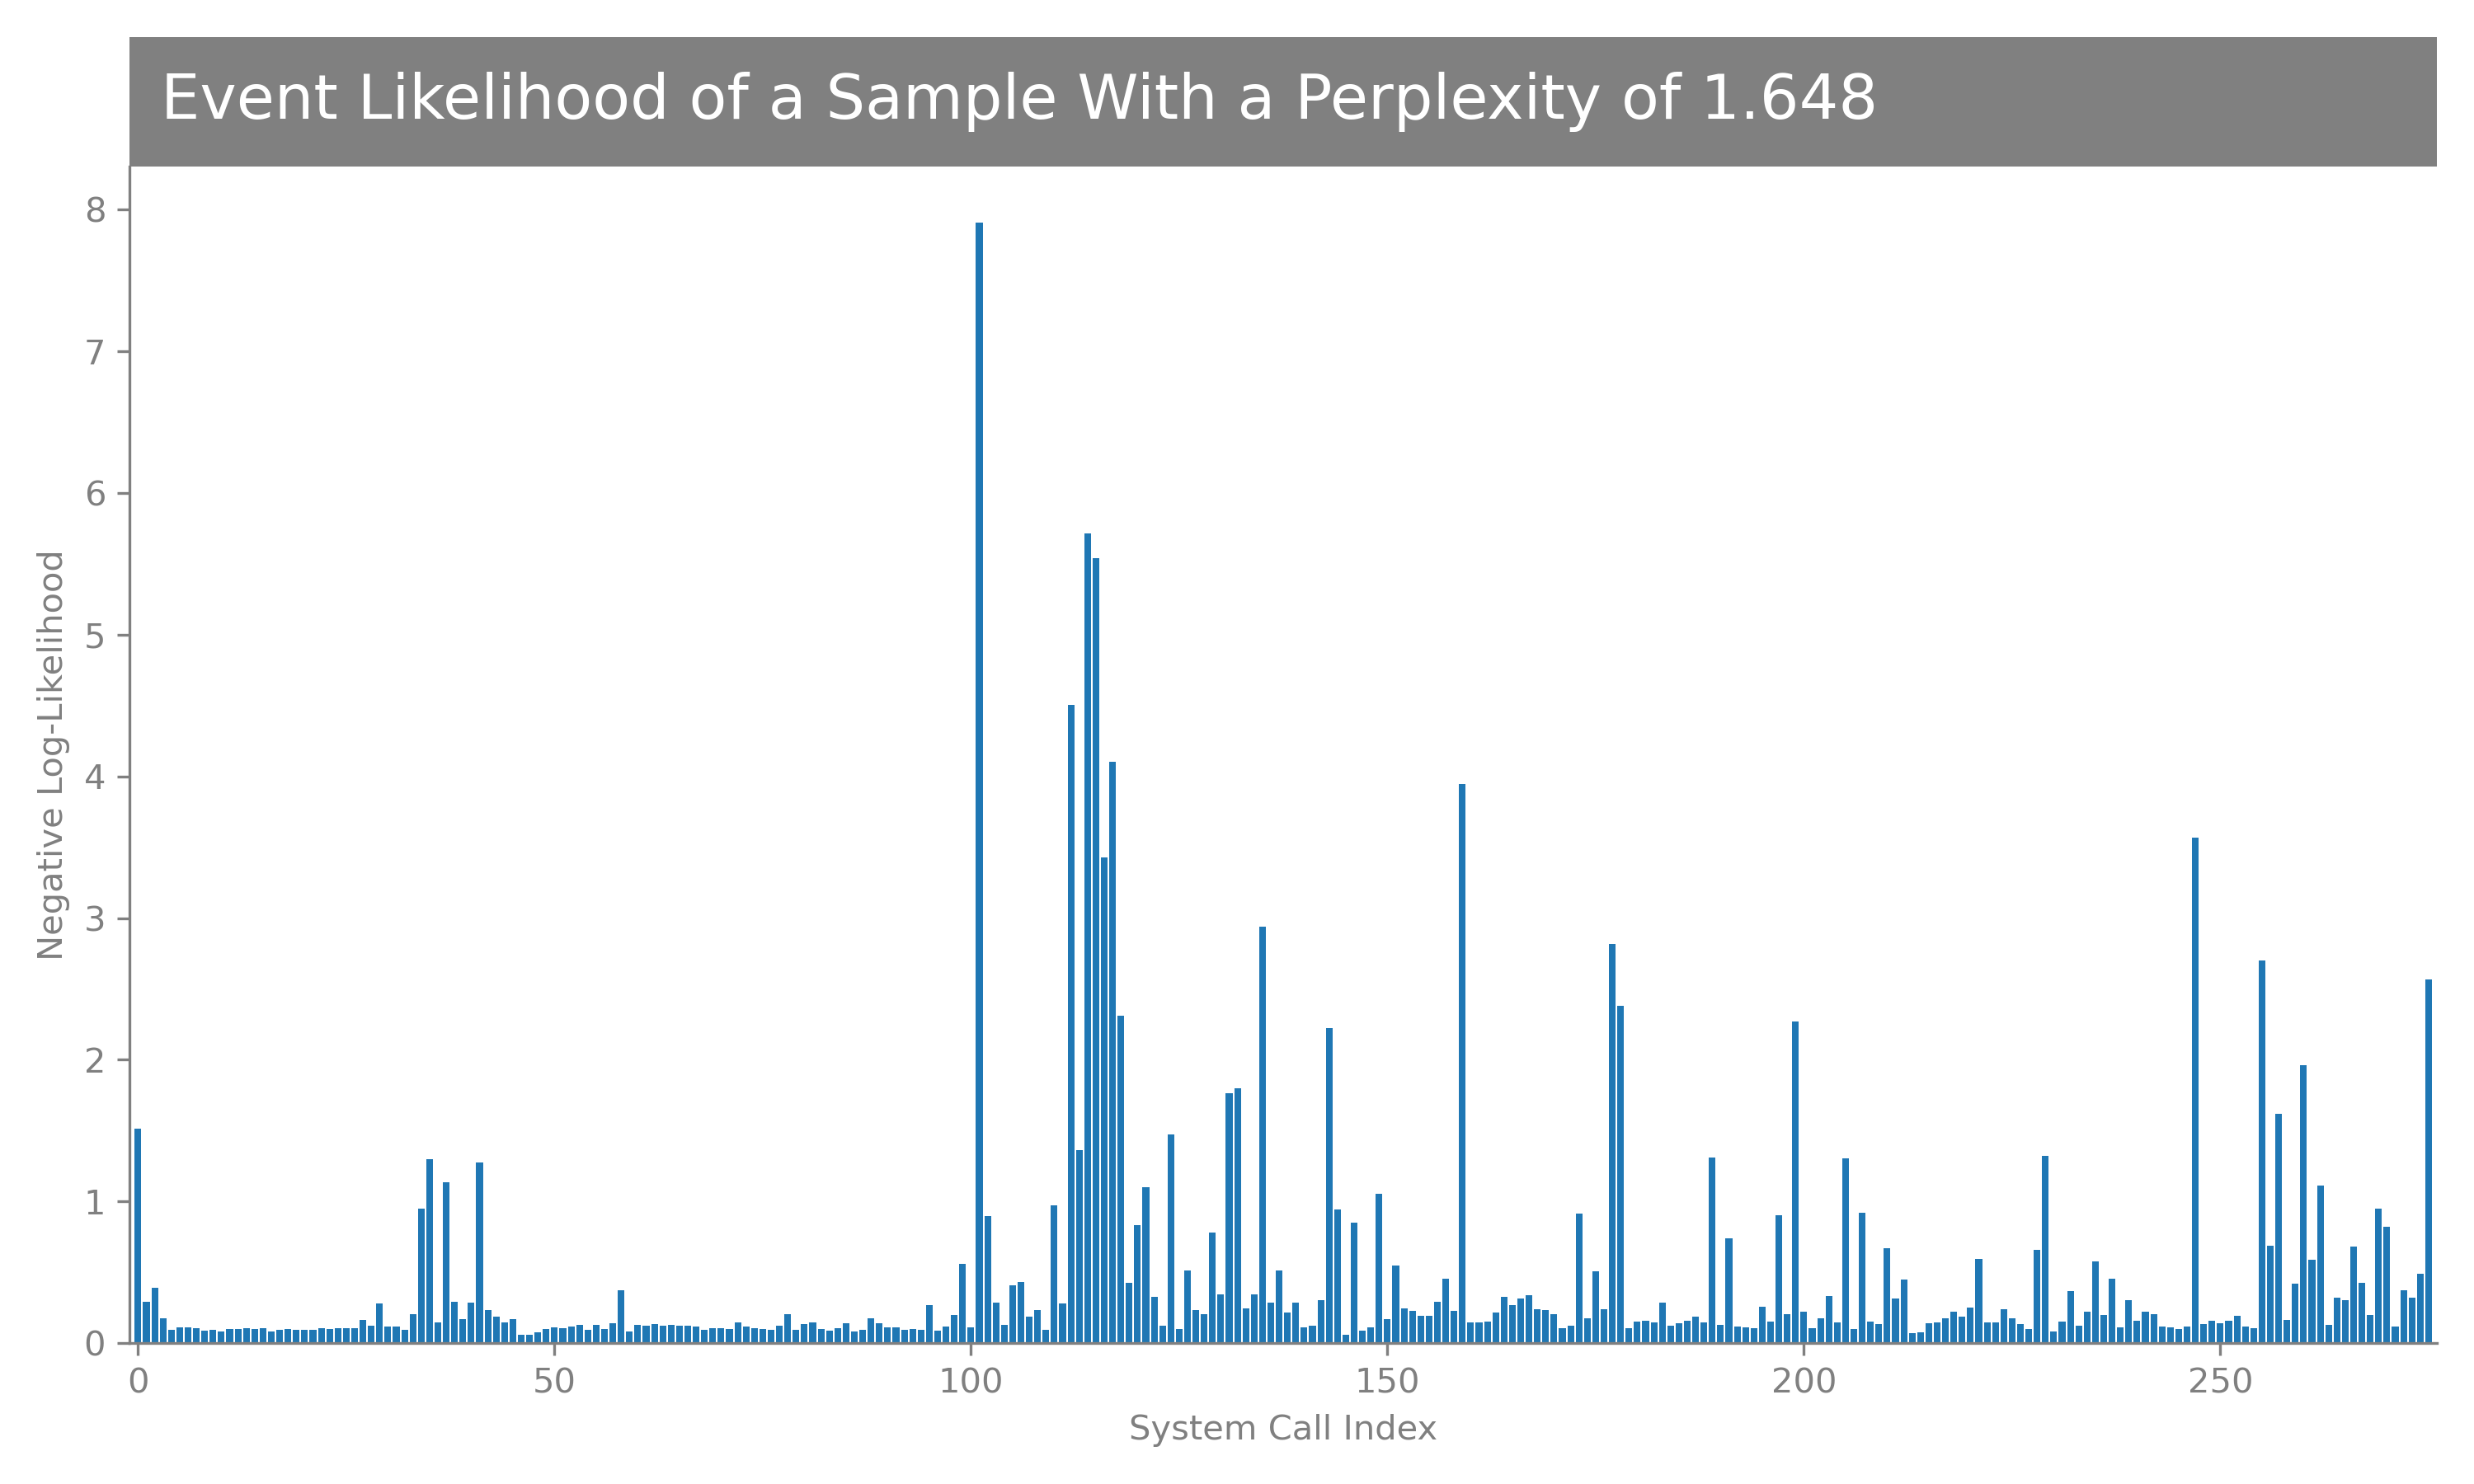 Event Likelihood of a Sample With a Perplexity of 1.648
8
7
6
5
4
3
2
1
0
Negative Log-Likelihood
0 50 100 150 200 250
System Call Index